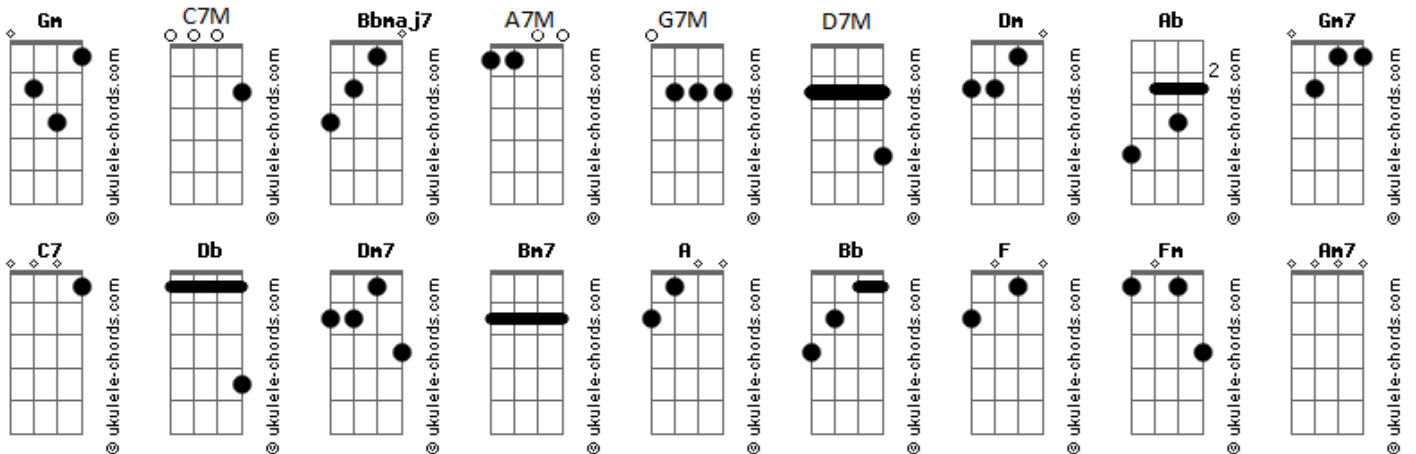 Gm C7M Bbmaj7 A7M G7M D7M Dm Ab Gm7
2
© ukulele-chords.com © ukulele-chords.com © ukulele-chords.com © ukulele-chords.com © ukulele-chords.com © ukulele-chords.com © ukulele-chords.com © ukulele-chords.com © ukulele-chords.com
C7 Db Dm7 Bm7 A Bb F Fm Am7
© ukulele-chords.com © ukulele-chords.com © ukulele-chords.com © ukulele-chords.com © ukulele-chords.com © ukulele-chords.com © ukulele-chords.com © ukulele-chords.com © ukulele-chords.com